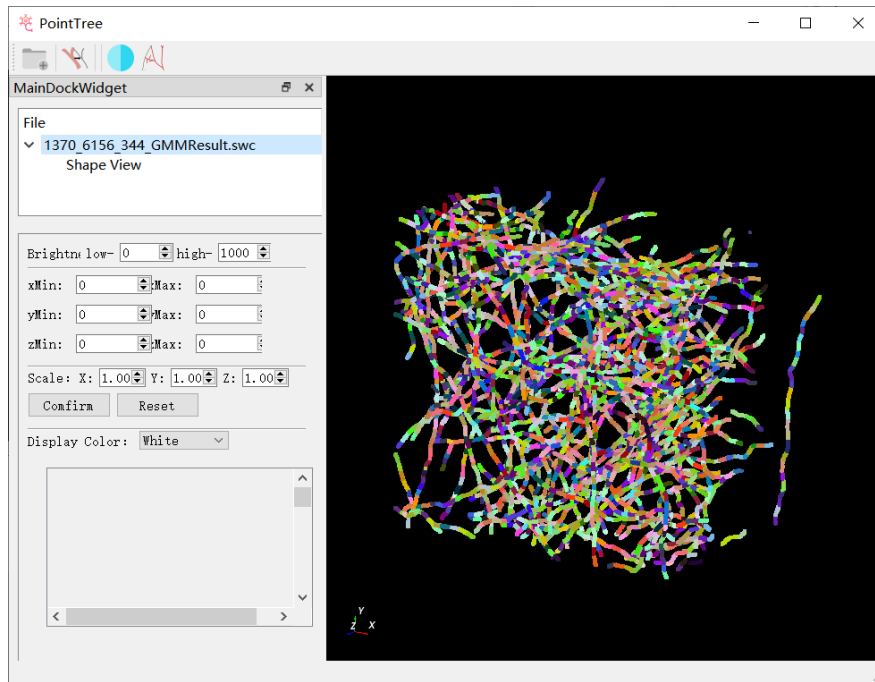 PointTree
MainDockWidget
File
1370_6156_344_GMMResult.swc
Shape View
Brightne low- 0 high- 1000
xMin: 0 Max: 0
yMin: 0 Max: 0
zMin: 0 Max: 0
Scale: X: 1.00 Y: 1.00 Z: 1.00
Confirm Reset
Display Color: White
Y
Z X